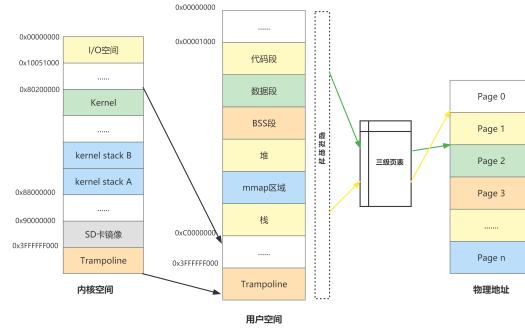 0x00000000
I/O空间
0x10051000
......
0x80200000
Kernel
......
kernel stack B
kernel stack A
0x88000000
......
0x90000000
SD卡镜像
0x3FFFFFF000
Trampoline
内核空间
0x00000000
......
0x00001000
代码段
数据段
BSS段
堆
mmap区域
栈
0xC0000000
......
0x3FFFFFF000
Trampoline
用户空间
虚拟地址
三级页表
Page 0
Page 1
Page 2
Page 3
.......
Page n
物理地址